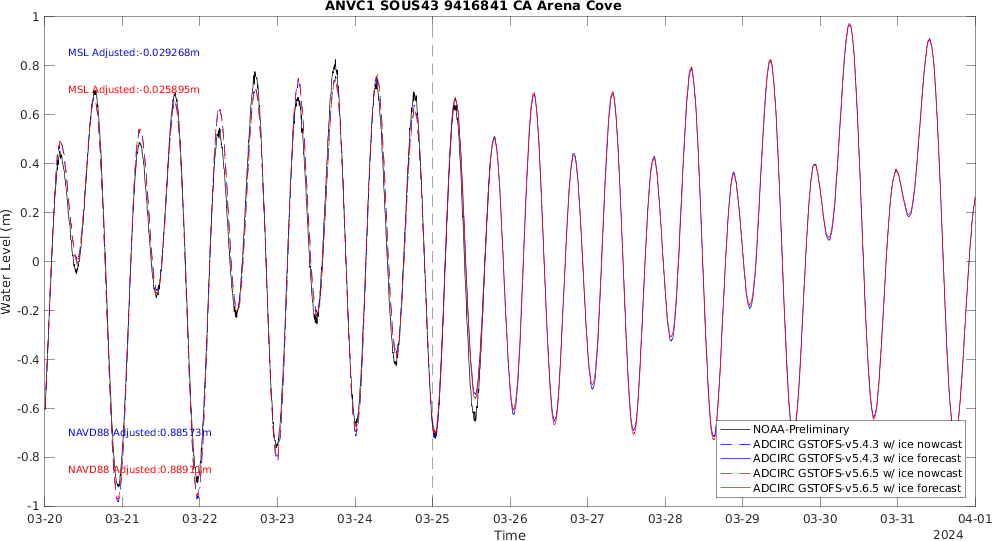 ANVC1 SOUS43 9416841 CA Arena Cove
1
0.8
0.6
0.4
0.2
0
-0.2
-0.4
-0.6
-0.8
-1
Water Level (m)
MSL Adjusted:-0.029268m
MSL Adjusted:-0.025895m
NAVD88 Adjusted:0.88573m
NAVD88 Adjusted:
NOAA-Preliminary
ADCIRC GSTOFS-v5.4.3 w/ ice nowcast
ADCIRC GSTOFS-v5.4.3 w/ ice forecast
ADCIRC GSTOFS-v5.6.5 w/ ice nowcast
ADCIRC GSTOFS-v5.6.5 w/ ice forecast
03-20 03-21 03-22 03-23 03-24 03-25 03-26 03-27 03-28 03-29 03-30 03-31 04-01
2024
Time